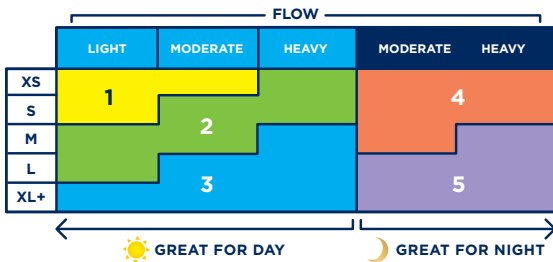 FLOW
LIGHT MODERATE HEAVY MODERATE HEAVY
XS
1
4
S
2
M
L
3
5
XL+
GREAT FOR DAY GREAT FOR NIGHT